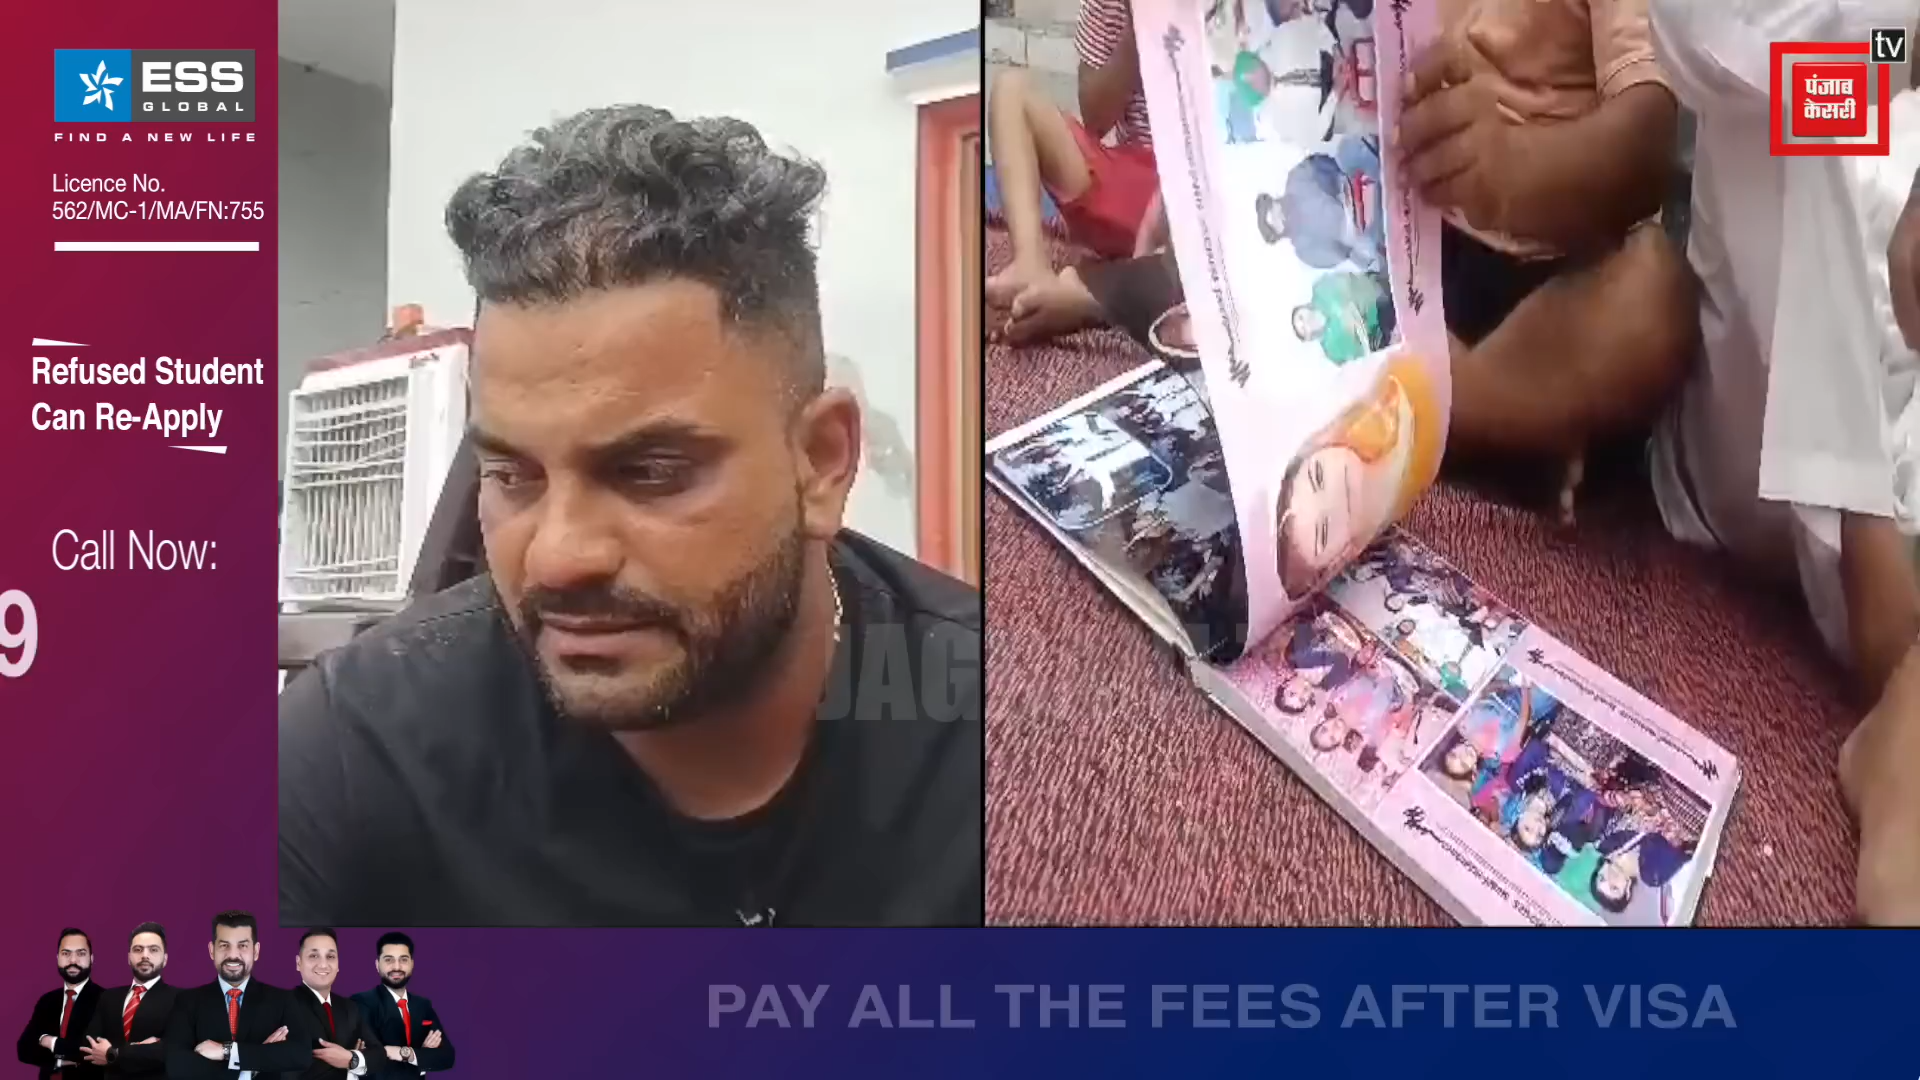 ESS
GLOBAL
FIND A NEW LIFE
Licence No.
562/MC-1/MA/FN:755
Refused Student
Can Re-Apply
Call Now:
9
tv
पंजाब
केसरी
PAY ALL THE FEES AFTER VISA